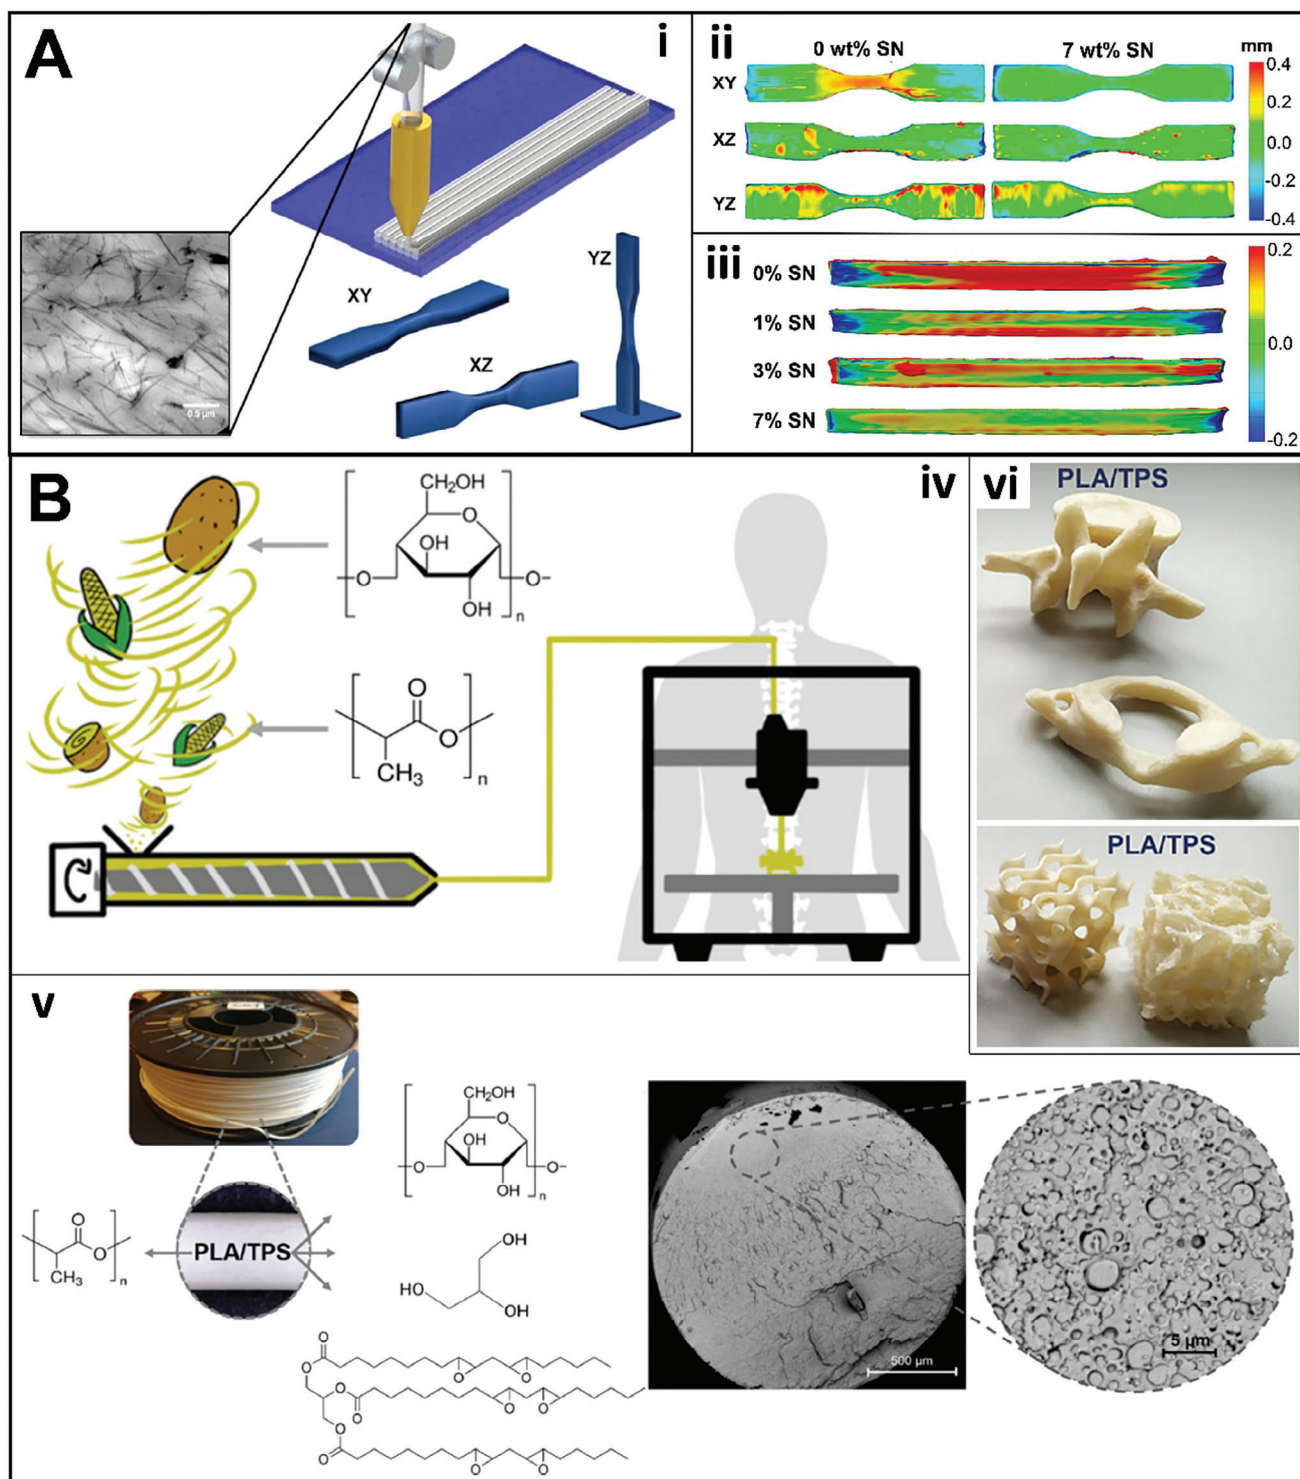 A
i
0.5 μm
XY
XZ
YZ
ii
0 wt% SN
7 wt% SN
mm
XY
XZ
YZ
0.4
0.2
0.0
-0.2
-0.4
iii
0% SN
1% SN
3% SN
7% SN
0.2
0.0
-0.2
B
iv
CH₂OH
O
OH
O
O
OH
n
O
O
CH₃
n
vi
PLA/TPS
PLA/TPS
v
O
O
CH₃
n
PLA/TPS
CH₂OH
O
OH
O
O
OH
n
OH
HO
OH
O
O
O
O
O
O
O
O
O
O
O
O
500 μm
5 μm